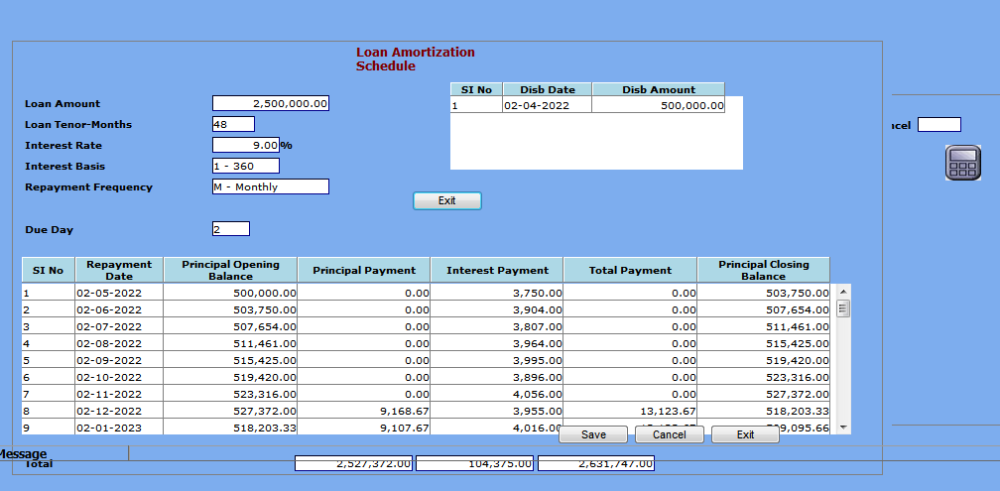 Loan Amortization
Schedule
SI No Disb Date Disb Amount
1 02-04-2022 500,000.00
Loan Amount 2,500,000.00
Loan Tenor-Months 48
Interest Rate 9.00 %
Interest Basis 1 - 360
Repayment Frequency M - Monthly
Exit
Due Day 2
SI No Repayment Date Principal Opening Balance Principal Payment Interest Payment Total Payment Principal Closing Balance
1 02-05-2022 500,000.00 0.00 3,750.00 0.00 503,750.00
2 02-06-2022 503,750.00 0.00 3,904.00 0.00 507,654.00
3 02-07-2022 507,654.00 0.00 3,807.00 0.00 511,461.00
4 02-08-2022 511,461.00 0.00 3,964.00 0.00 515,425.00
5 02-09-2022 515,425.00 0.00 3,995.00 0.00 519,420.00
6 02-10-2022 519,420.00 0.00 3,896.00 0.00 523,316.00
7 02-11-2022 523,316.00 0.00 4,056.00 0.00 527,372.00
8 02-12-2022 527,372.00 9,168.67 3,955.00 13,123.67 518,203.33
9 02-01-2023 518,203.33 9,107.67 4,016.00
Save Cancel Exit
Message
Total 2,527,372.00 104,375.00 2,631,747.00
ncel